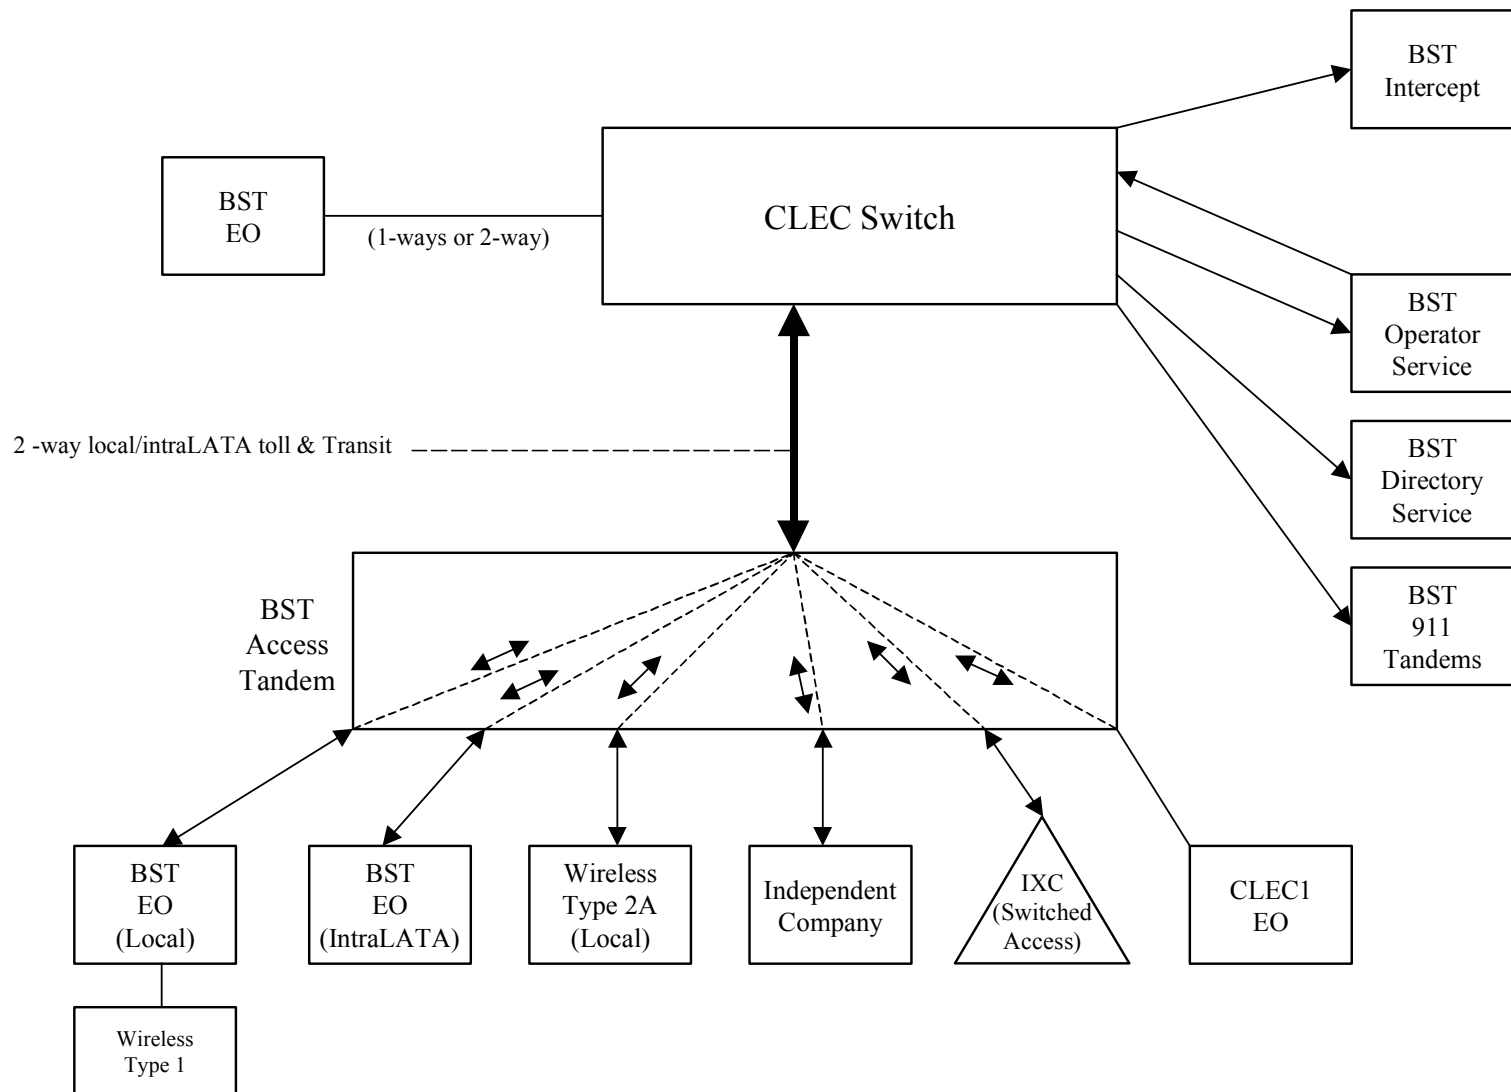 BST
Intercept
BST
EO
(1-ways or 2-way)
CLEC Switch
BST
Operator
Service
2 -way local/intraLATA toll & Transit
BST
Directory
Service
BST
Access
Tandem
BST
911
Tandems
BST
EO
(Local)
BST
EO
(IntraLATA)
Wireless
Type 2A
(Local)
Independent
Company
IXC
(Switched
Access)
CLEC1
EO
Wireless
Type 1